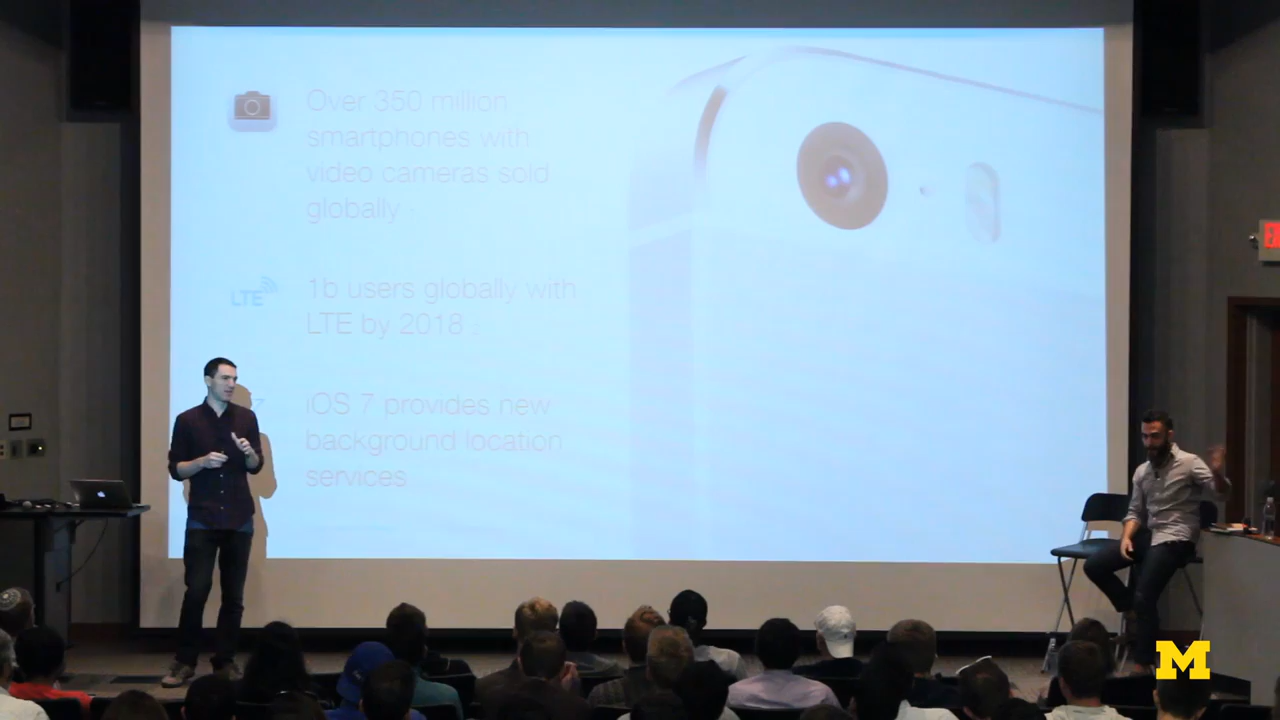 Over 350 million
smartphones with
video cameras sold
globally
LTE
1b users globally with
LTE by 2018
iOS 7 provides new
background location
services
M